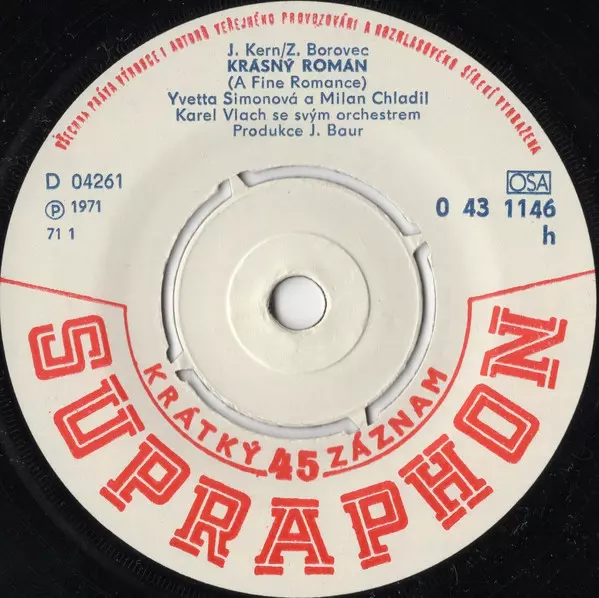 VŠECHNA PRÁVA VÝROBCE I AUTORŮ VEŘEJNÉHO PROVOZOVÁNÍ A ROZHLASOVÉHO ŠÍŘENÍ VYHRAŽENA
J. Kern/Z. Borovec
KRÁSNÝ ROMÁN
(A Fine Romance)
Yvetta Simonová a Milan Chladil
Karel Vlach se svým orchestrem
Produkce J. Baur
D 04261
Ⓟ 1971
71 1
OSA
0 43 1146
h
KRÁTKÝ 45 ZÁZNAM
SUPRAPHON